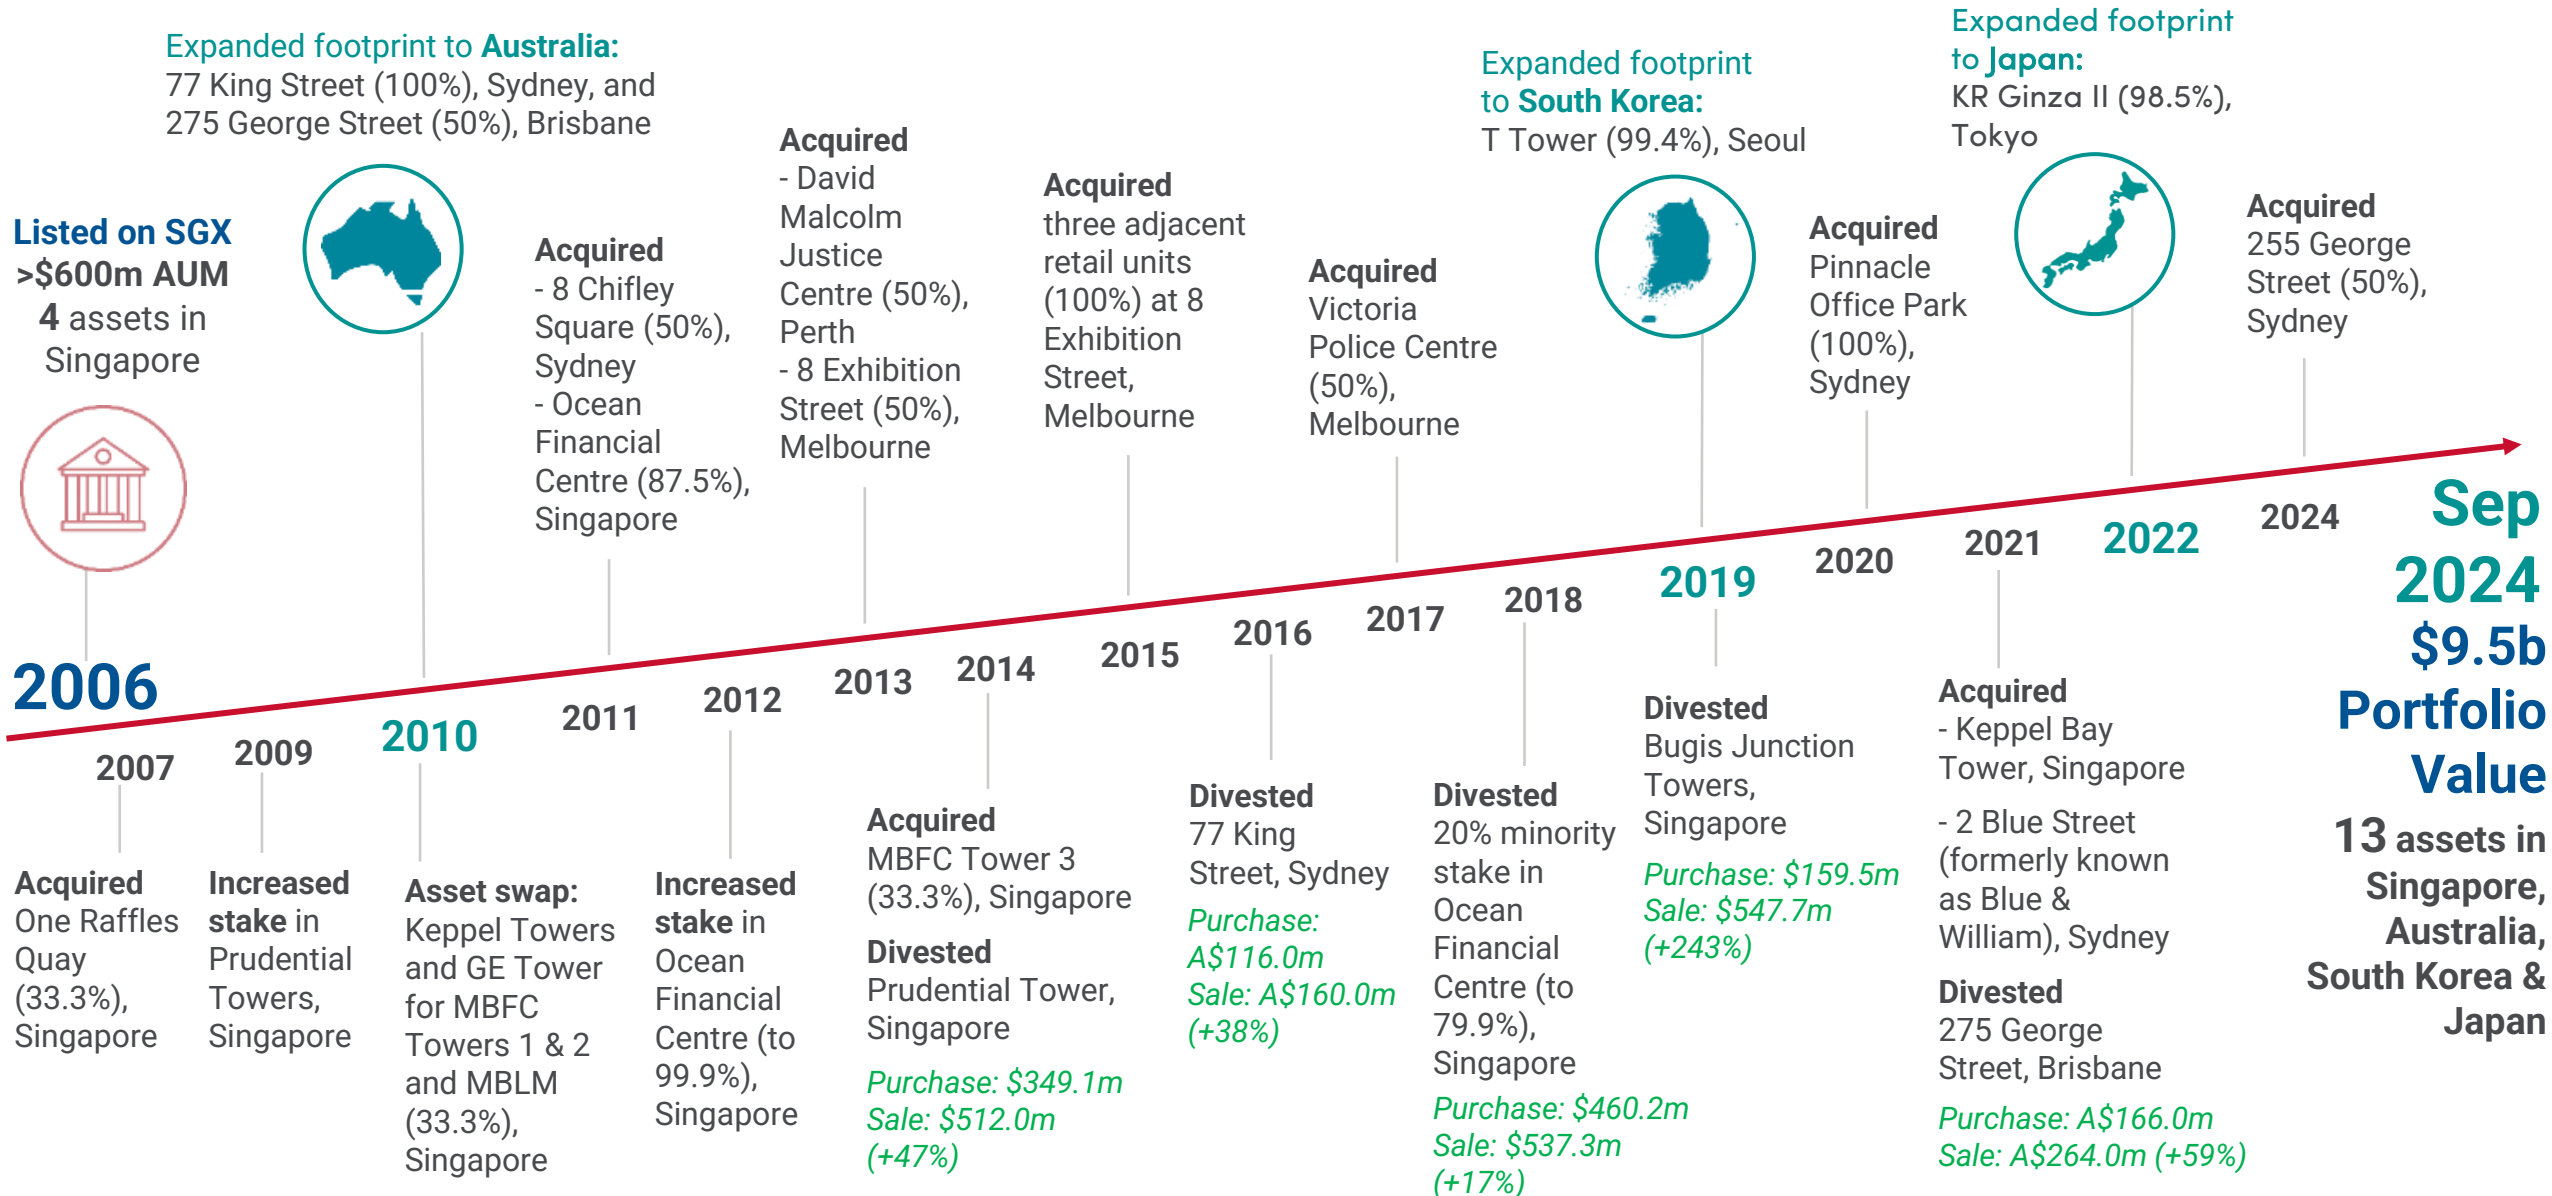 Listed on SGX
>$600m AUM
4 assets in
Singapore
2006
2007
Acquired
One Raffles
Quay
(33.3%),
Singapore
2009
Increased
stake in
Prudential
Towers,
Singapore
Expanded footprint to Australia:
77 King Street (100%), Sydney, and
275 George Street (50%), Brisbane
2010
Asset swap:
Keppel Towers
and GE Tower
for MBFC
Towers 1 & 2
and MBLM
(33.3%),
Singapore
Acquired
- 8 Chifley
Square (50%),
Sydney
- Ocean
Financial
Centre (87.5%),
Singapore
2011
2012
Increased
stake in
Ocean
Financial
Centre (to
99.9%),
Singapore
Acquired
- David
Malcolm
Justice
Centre (50%),
Perth
- 8 Exhibition
Street (50%),
Melbourne
2013
2014
Acquired
MBFC Tower 3
(33.3%), Singapore
Divested
Prudential Tower,
Singapore
Purchase: $349.1m
Sale: $512.0m
(+47%)
Acquired
three adjacent
retail units
(100%) at 8
Exhibition
Street,
Melbourne
2015
2016
Divested
77 King
Street, Sydney
Purchase:
A$116.0m
Sale: A$160.0m
(+38%)
Acquired
Victoria
Police Centre
(50%),
Melbourne
2017
2018
Divested
20% minority
stake in
Ocean
Financial
Centre (to
79.9%),
Singapore
Purchase: $460.2m
Sale: $537.3m
(+17%)
Expanded footprint
to South Korea:
T Tower (99.4%), Seoul
2019
Divested
Bugis Junction
Towers,
Singapore
Purchase: $159.5m
Sale: $547.7m
(+243%)
Acquired
Pinnacle
Office Park
(100%),
Sydney
2020
2021
Acquired
- Keppel Bay
Tower, Singapore
- 2 Blue Street
(formerly known
as Blue &
William), Sydney
Divested
275 George
Street, Brisbane
Purchase: A$166.0m
Sale: A$264.0m (+59%)
Expanded footprint
to Japan:
KR Ginza II (98.5%),
Tokyo
2022
Acquired
255 George
Street (50%),
Sydney
2024
Sep
2024
$9.5b
Portfolio
Value
13 assets in
Singapore,
Australia,
South Korea &
Japan